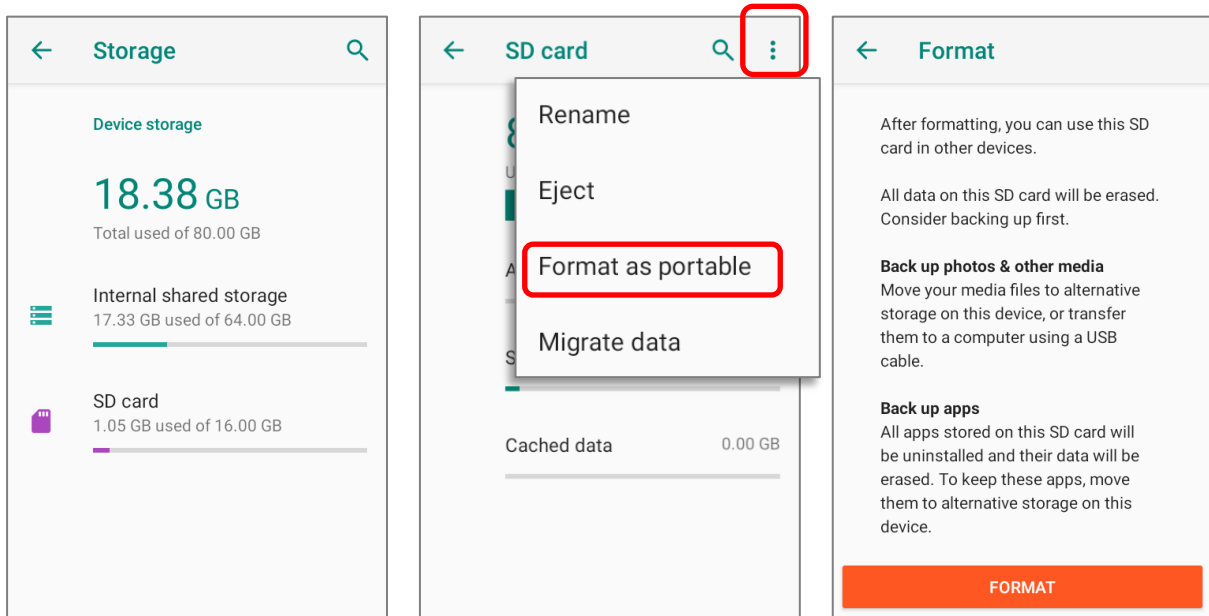 Storage
Device storage
18.38 GB
Total used of 80.00 GB
Internal shared storage
17.33 GB used of 64.00 GB
SD card
1.05 GB used of 16.00 GB
SD card
Rename
Eject
Format as portable
Migrate data
Cached data 0.00 GB
Format
After formatting, you can use this SD
card in other devices.
All data on this SD card will be erased.
Consider backing up first.
Back up photos & other media
Move your media files to alternative
storage on this device, or transfer
them to a computer using a USB
cable.
Back up apps
All apps stored on this SD card will
be uninstalled and their data will be
erased. To keep these apps, move
them to alternative storage on this
device.
FORMAT